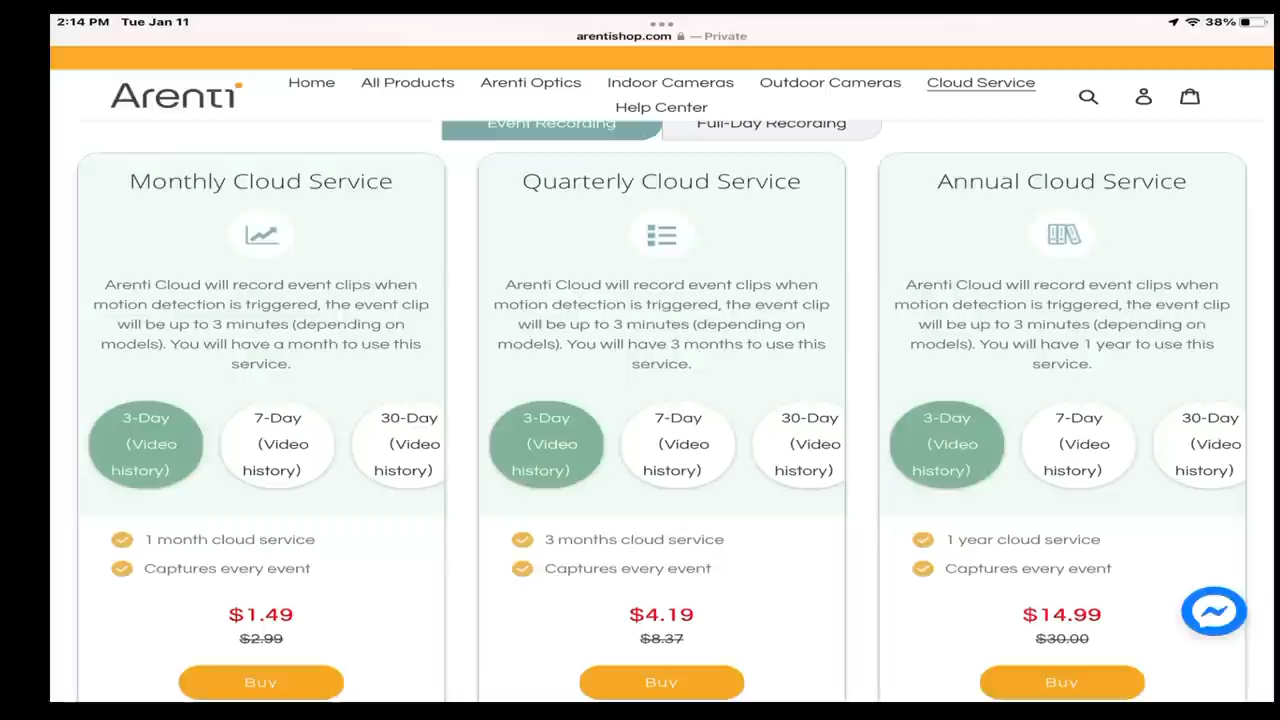 2:14 PM Tue Jan 11
38%
arentishop.com — Private
Arenti
Home All Products Arenti Optics Indoor Cameras Outdoor Cameras Cloud Service
Help Center
Event Recording Full-Day Recording
Monthly Cloud Service
Arenti Cloud will record event clips when
motion detection is triggered, the event clip
will be up to 3 minutes (depending on
models). You will have a month to use this
service.
3-Day (Video history) 7-Day (Video history) 30-Day (Video history)
1 month cloud service
Captures every event
$1.49
$2.99
Buy
Quarterly Cloud Service
Arenti Cloud will record event clips when
motion detection is triggered, the event clip
will be up to 3 minutes (depending on
models). You will have 3 months to use this
service.
3-Day (Video history) 7-Day (Video history) 30-Day (Video history)
3 months cloud service
Captures every event
$4.19
$8.37
Buy
Annual Cloud Service
Arenti Cloud will record event clips when
motion detection is triggered, the event clip
will be up to 3 minutes (depending on
models). You will have 1 year to use this
service.
3-Day (Video history) 7-Day (Video history) 30-Day (Video history)
1 year cloud service
Captures every event
$14.99
$30.00
Buy